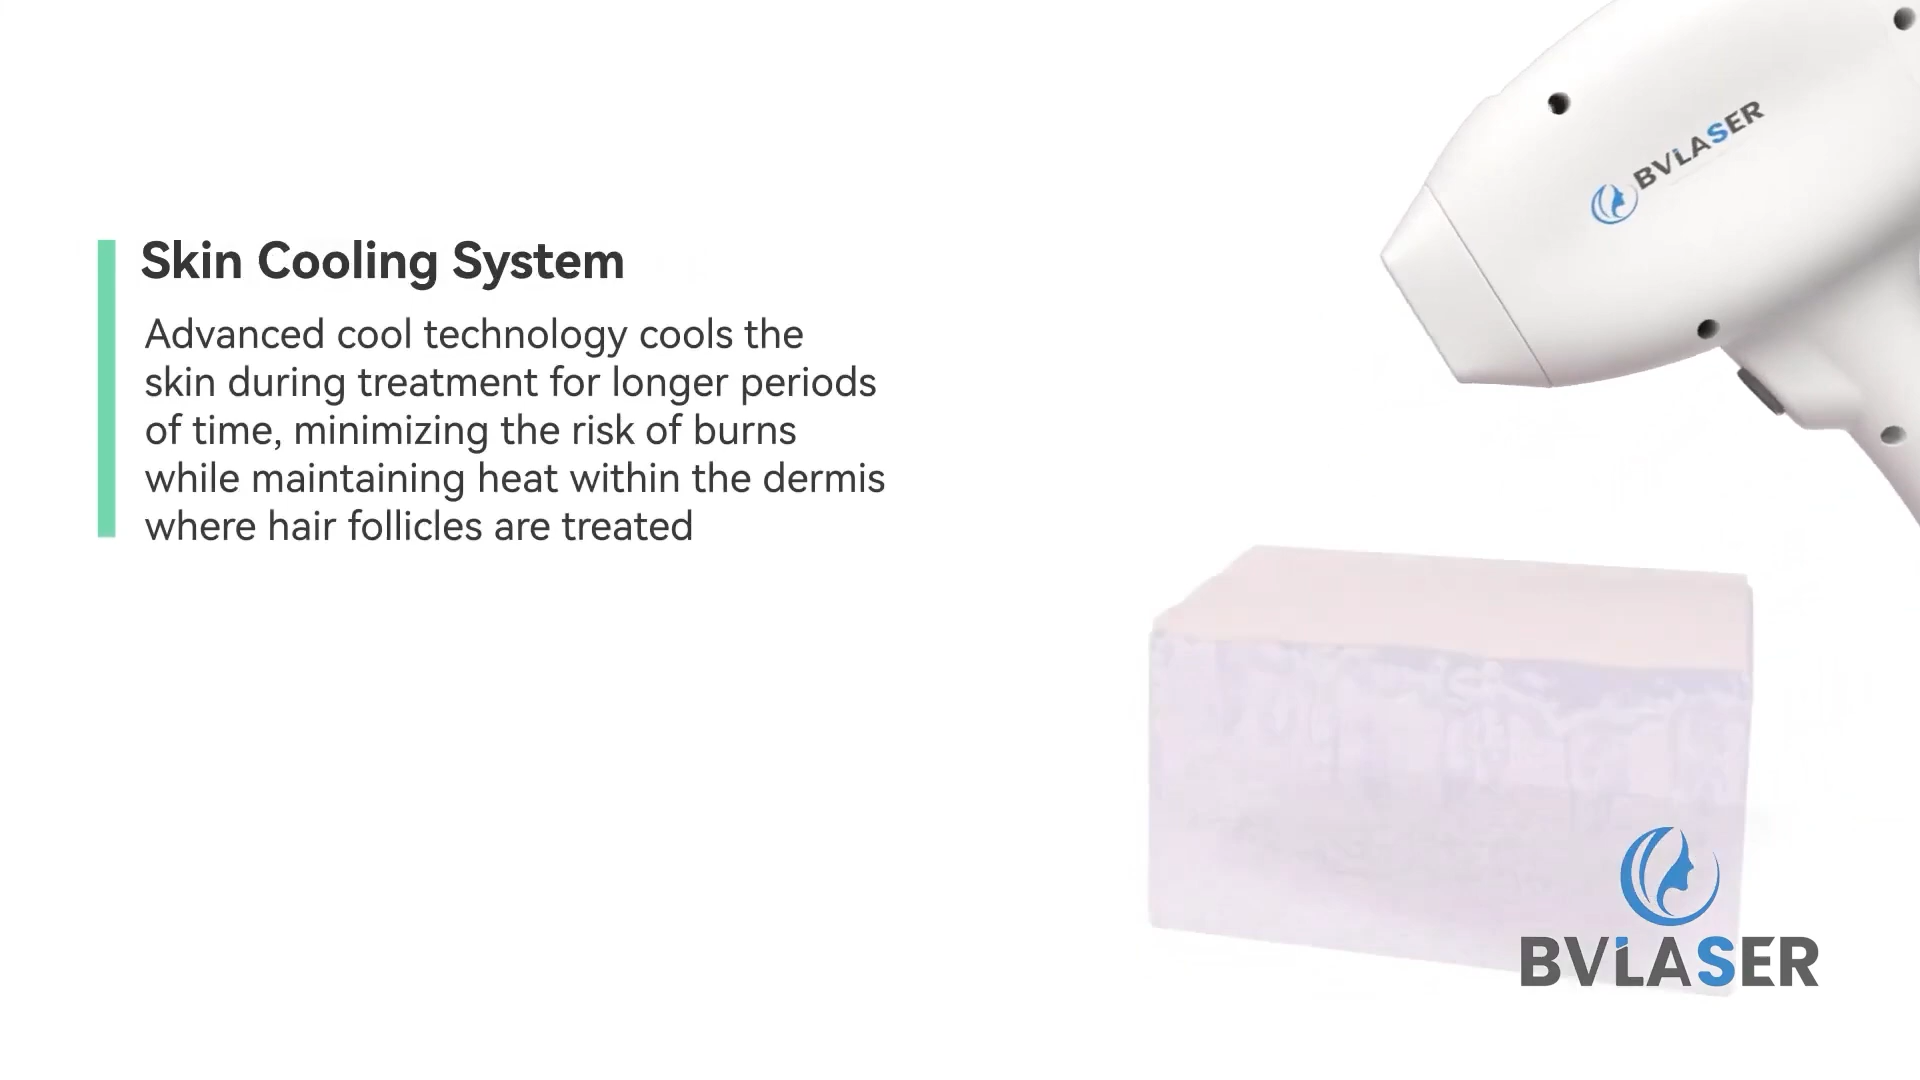 BVLASER
Skin Cooling System
Advanced cool technology cools the
skin during treatment for longer periods
of time, minimizing the risk of burns
while maintaining heat within the dermis
where hair follicles are treated
BVLASER